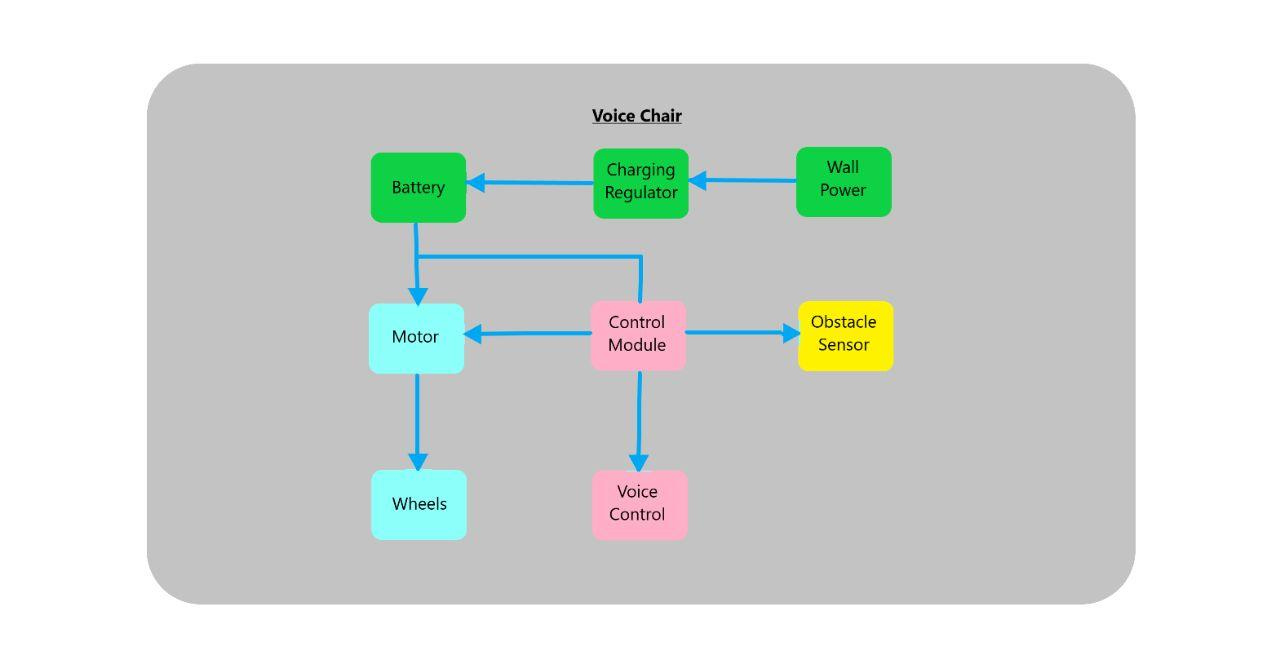 Voice Chair
Battery
Charging
Regulator
Wall
Power
Motor
Control
Module
Obstacle
Sensor
Wheels
Voice
Control